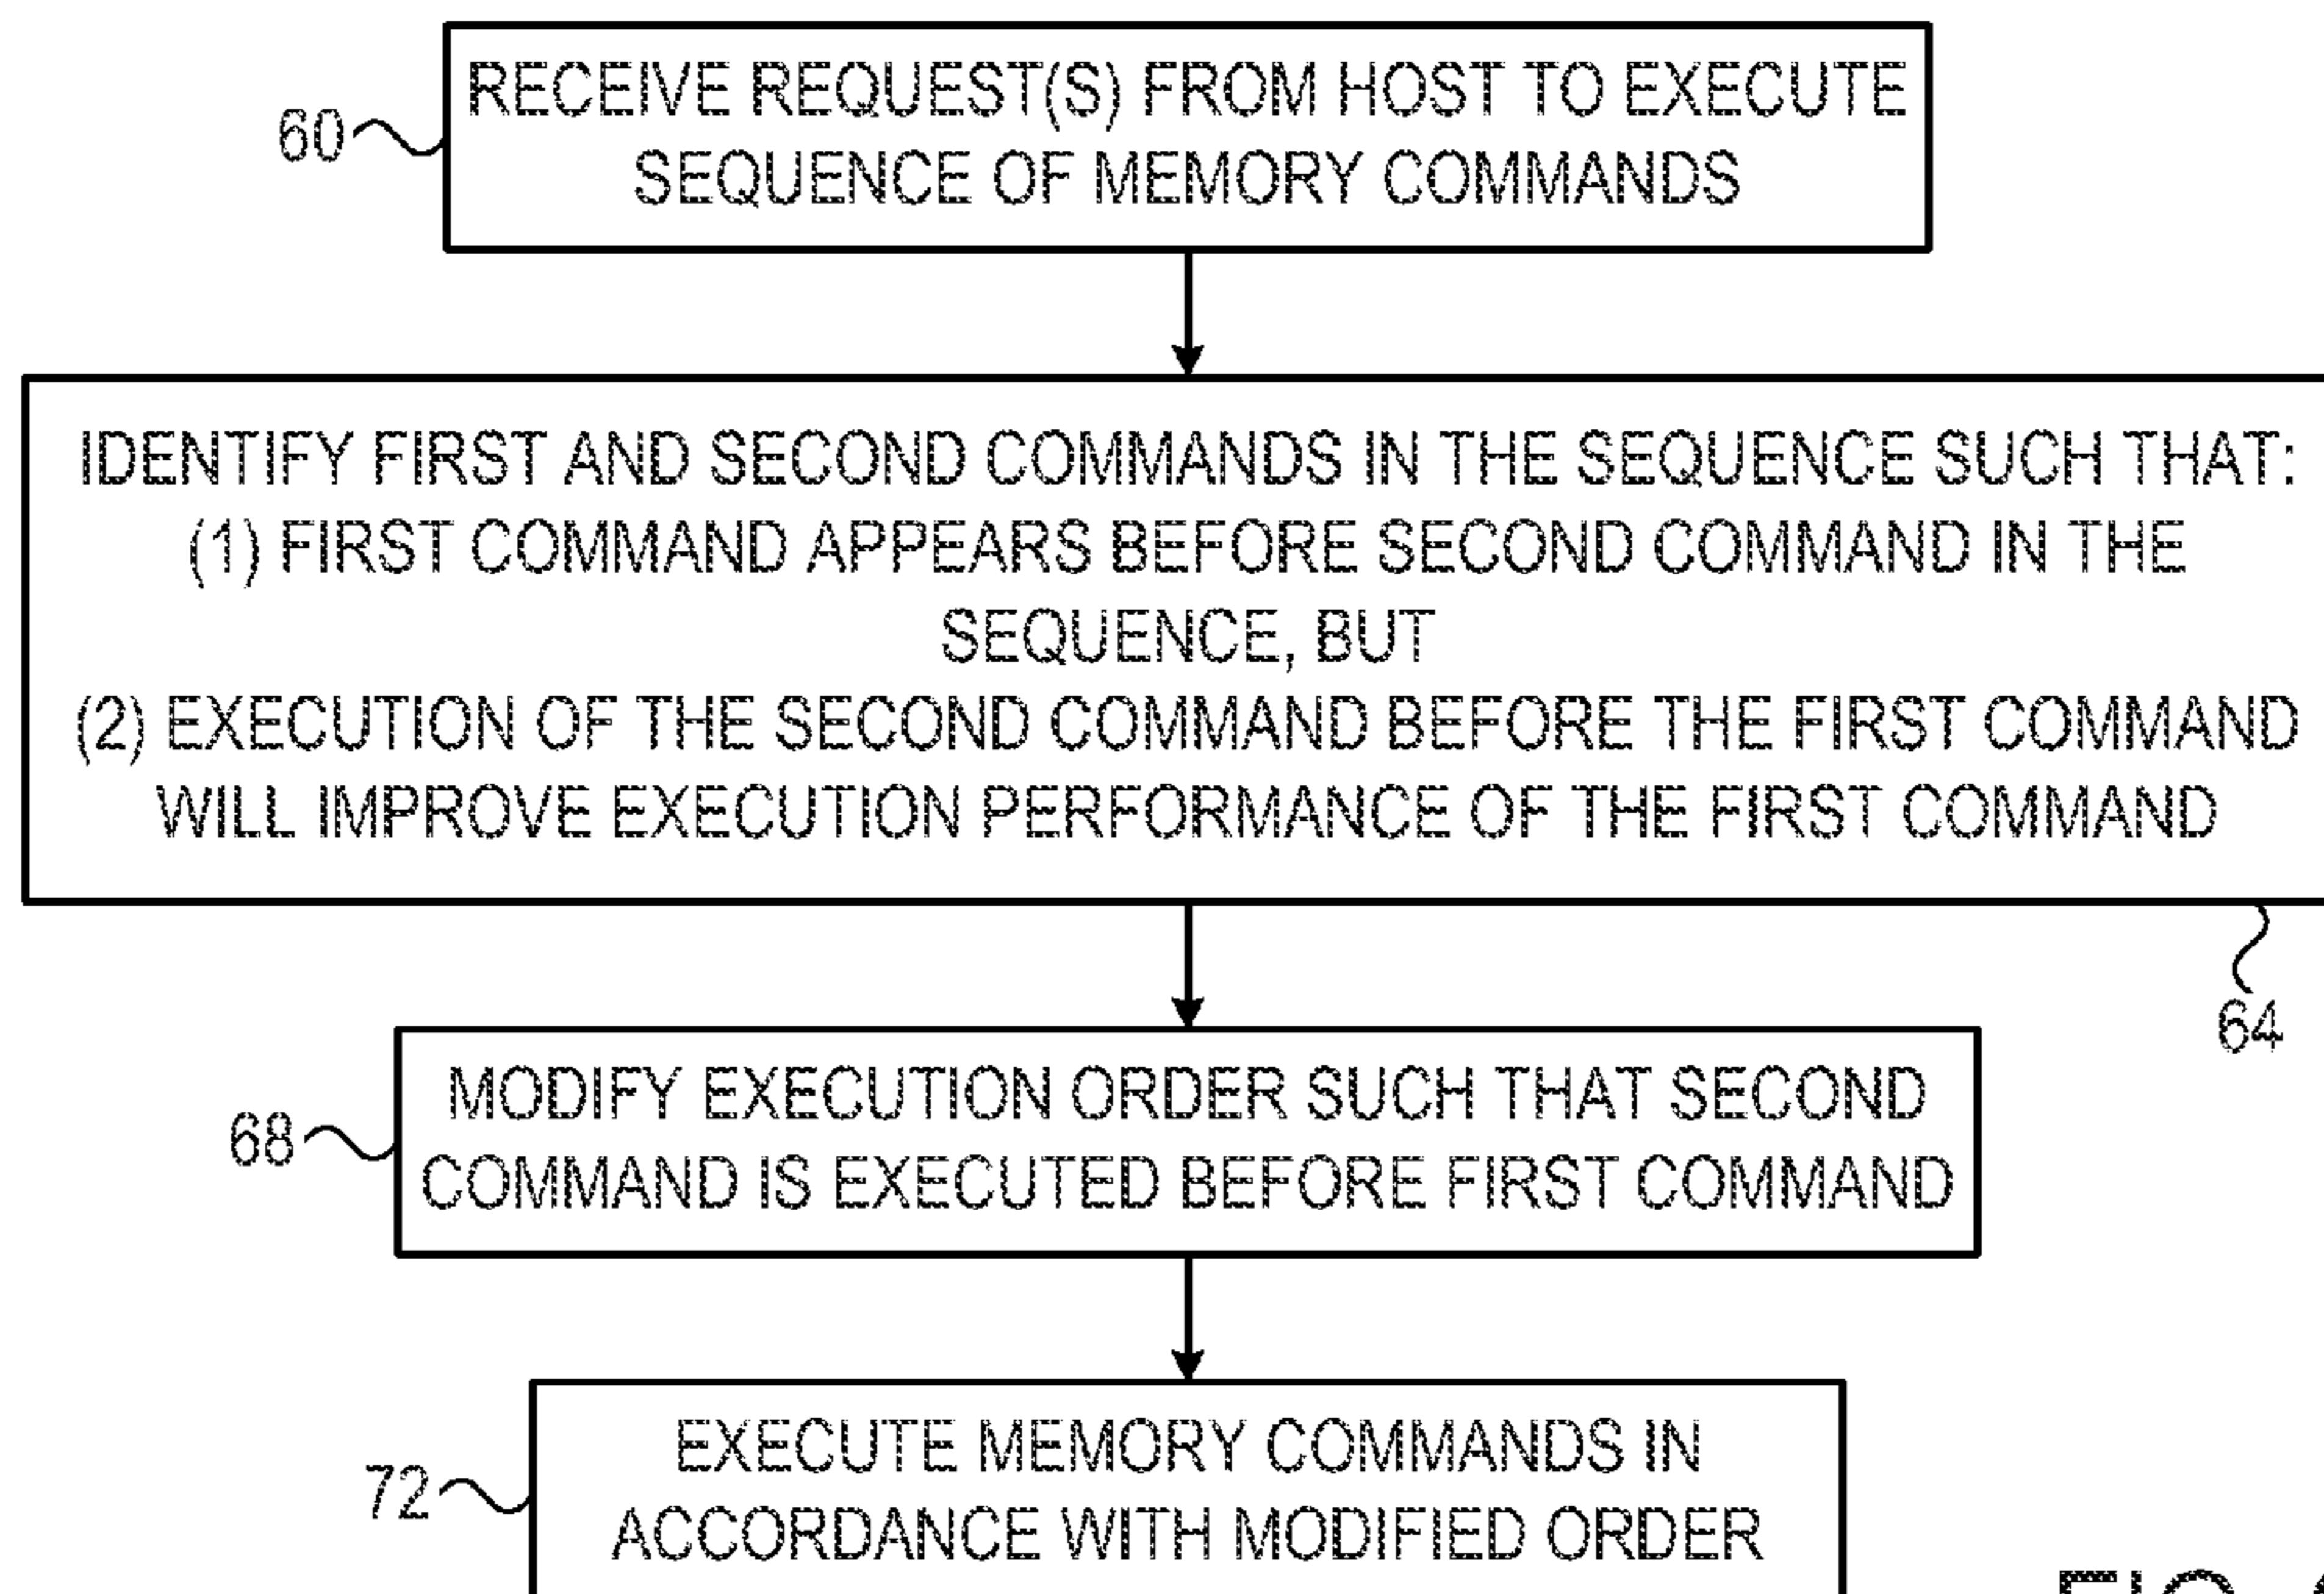 RECEIVE REQUEST(S) FROM HOST TO EXECUTE
SEQUENCE OF MEMORY COMMANDS
60
IDENTIFY FIRST AND SECOND COMMANDS IN THE SEQUENCE SUCH THAT:
(1) FIRST COMMAND APPEARS BEFORE SECOND COMMAND IN THE
SEQUENCE, BUT
(2) EXECUTION OF THE SECOND COMMAND BEFORE THE FIRST COMMAND
WILL IMPROVE EXECUTION PERFORMANCE OF THE FIRST COMMAND
64
MODIFY EXECUTION ORDER SUCH THAT SECOND
COMMAND IS EXECUTED BEFORE FIRST COMMAND
68
EXECUTE MEMORY COMMANDS IN
ACCORDANCE WITH MODIFIED ORDER
72